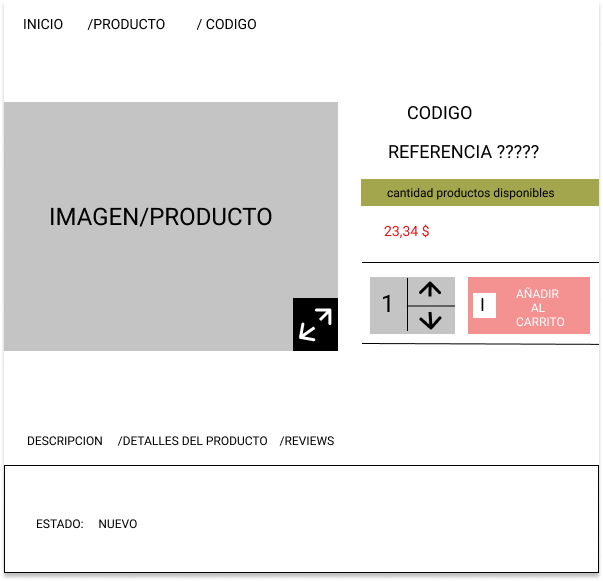 INICIO /PRODUCTO / CODIGO
CODIGO
REFERENCIA ?????
IMAGEN/PRODUCTO
cantidad productos disponibles
23,34 $
1
I
AÑADIR
AL
CARRITO
DESCRIPCION /DETALLES DEL PRODUCTO /REVIEWS
ESTADO: NUEVO